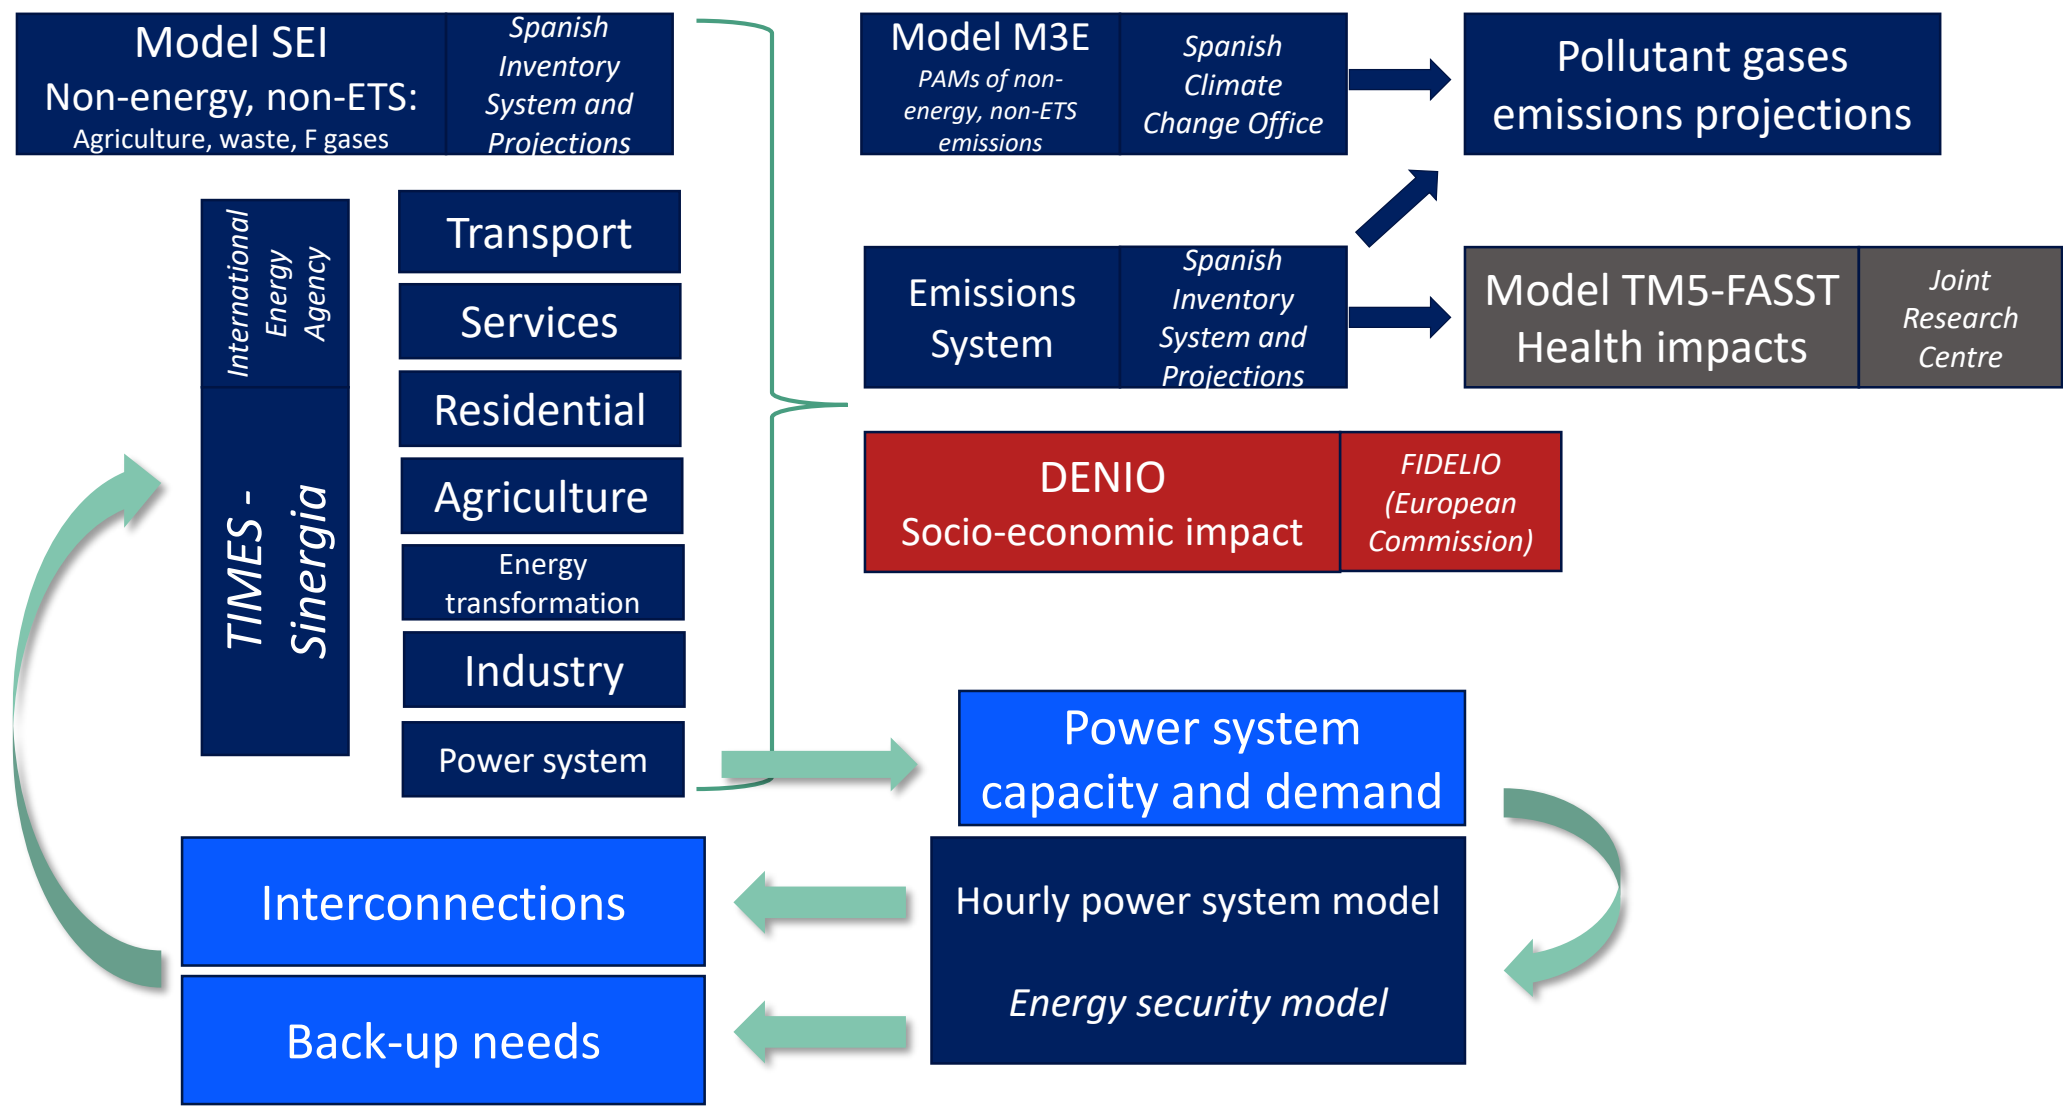 Model SEI
Non-energy, non-ETS:
Agriculture, waste, F gases
Spanish
Inventory
System and
Projections
International
Energy
Agency
TIMES -
Sinergia
Transport
Services
Residential
Agriculture
Energy
transformation
Industry
Power system
Model M3E
PAMs of non-
energy, non-ETS
emissions
Spanish
Climate
Change Office
Pollutant gases
emissions projections
Emissions
System
Spanish
Inventory
System and
Projections
Model TM5-FASST
Health impacts
Joint
Research
Centre
DENIO
Socio-economic impact
FIDELIO
(European
Commission)
Power system
capacity and demand
Hourly power system model
Energy security model
Interconnections
Back-up needs